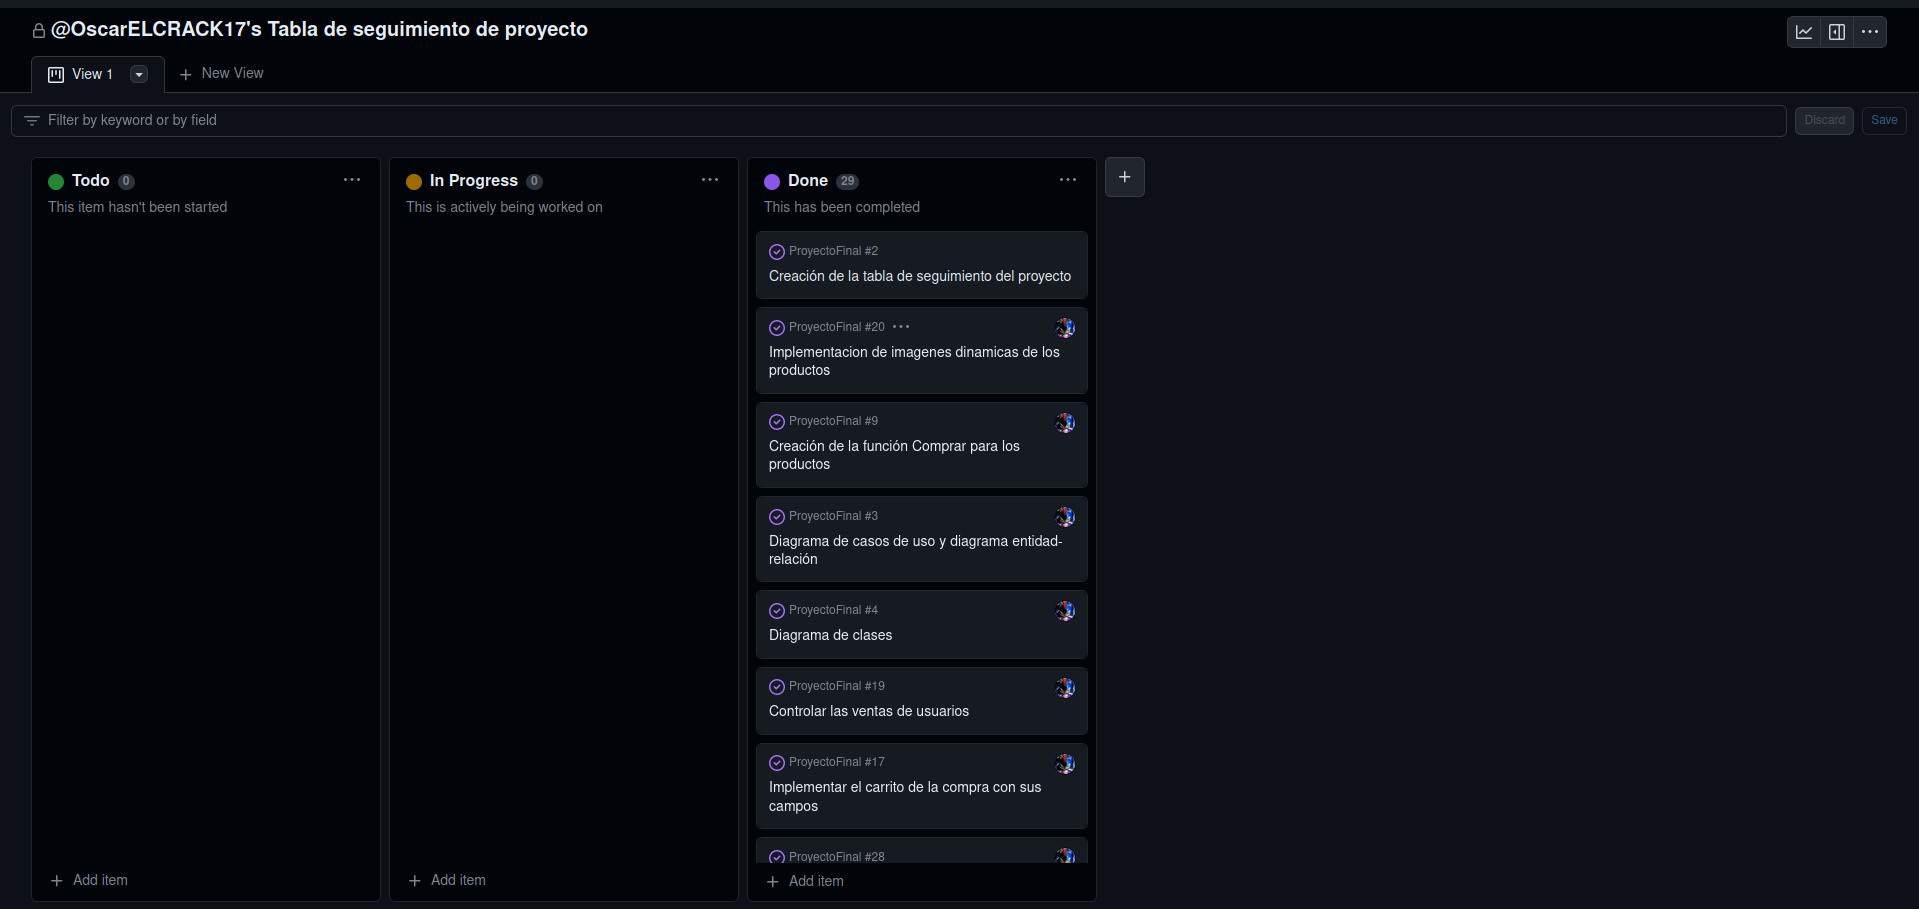 @OscarELCRACK17's Tabla de seguimiento de proyecto
View 1
New View
Filter by keyword or by field
Discard
Save
Todo 0
This item hasn't been started
Add item
In Progress 0
This is actively being worked on
Add item
Done 29
This has been completed
ProyectoFinal #2
Creación de la tabla de seguimiento del proyecto
ProyectoFinal #20
Implementacion de imagenes dinamicas de los
productos
ProyectoFinal #9
Creación de la función Comprar para los
productos
ProyectoFinal #3
Diagrama de casos de uso y diagrama entidad-
relación
ProyectoFinal #4
Diagrama de clases
ProyectoFinal #19
Controlar las ventas de usuarios
ProyectoFinal #17
Implementar el carrito de la compra con sus
campos
ProyectoFinal #28
Add item